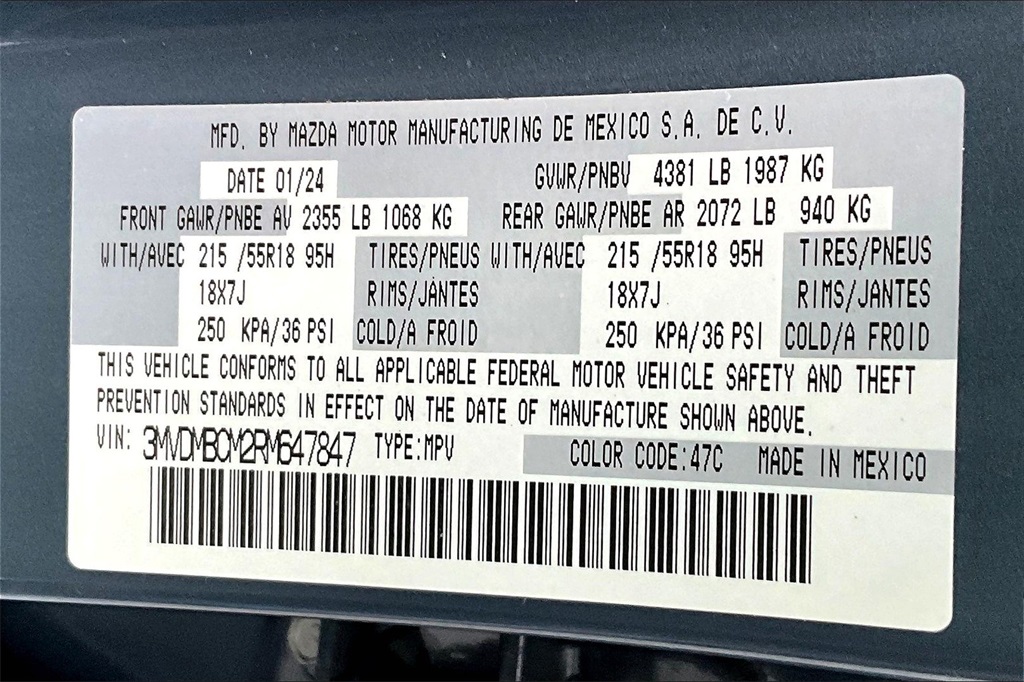 MFD. BY MAZDA MOTOR MANUFACTURING DE MEXICO S.A. DE C.V.
DATE 01/24 GVWR/PNBV 4381 LB 1987 KG
FRONT GAWR/PNBE AV 2355 LB 1068 KG REAR GAWR/PNBE AR 2072 LB 940 KG
WITH/AVEC 215 /55R18 95H TIRES/PNEUS WITH/AVEC 215 /55R18 95H TIRES/PNEUS
18X7J RIMS/JANTES 18X7J RIMS/JANTES
250 KPA/36 PSI COLD/A FROID 250 KPA/36 PSI COLD/A FROID
THIS VEHICLE CONFORMS TO ALL APPLICABLE FEDERAL MOTOR VEHICLE SAFETY AND THEFT
PREVENTION STANDARDS IN EFFECT ON THE DATE OF MANUFACTURE SHOWN ABOVE.
VIN: 3MVDMBCM2RM647847 TYPE:MPV COLOR CODE:47C MADE IN MEXICO